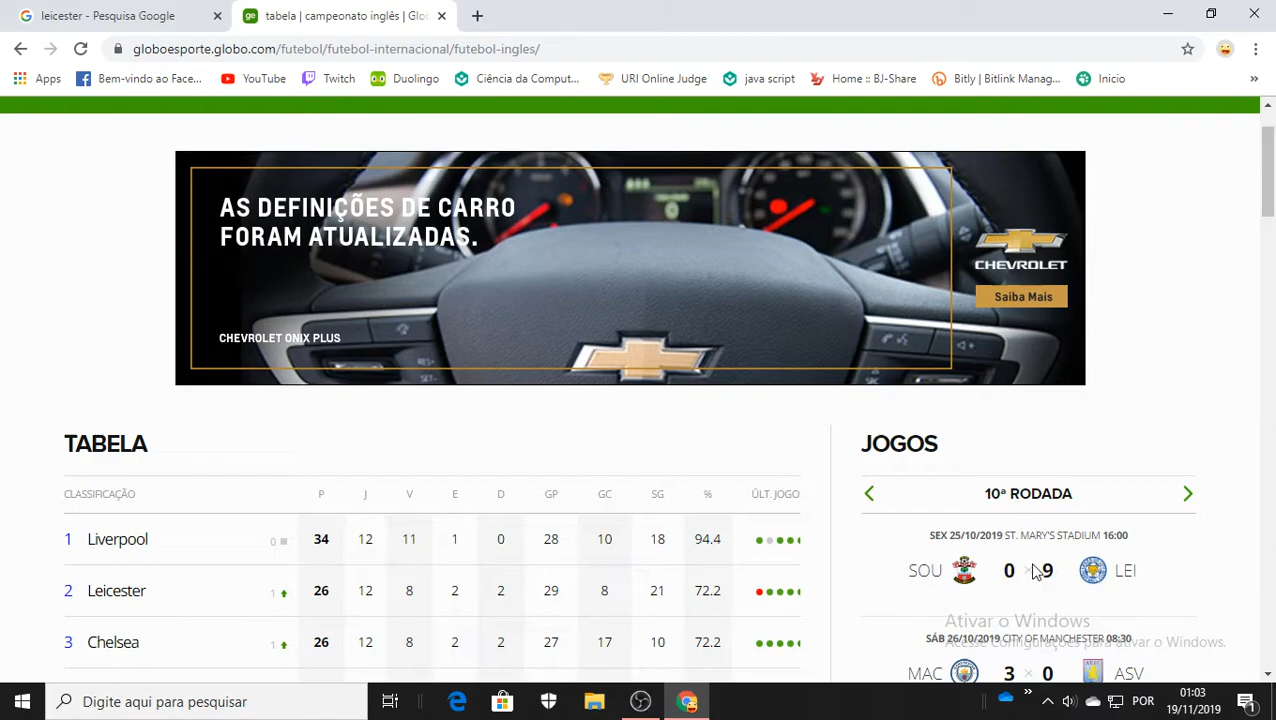 leicester - Pesquisa Google
ge tabela | campeonato inglês | Glo
globoesporte.globo.com/futebol/futebol-internacional/futebol-ingles/
Apps Bem-vindo ao Face... YouTube Twitch Duolingo Ciência da Comput... URI Online Judge java script Home :: BJ-Share Bitly | Bitlink Manag... Inicio »
AS DEFINIÇÕES DE CARRO
FORAM ATUALIZADAS.
CHEVROLET
Saiba Mais
CHEVROLET ONIX PLUS
TABELA
CLASSIFICAÇÃO P J V E D GP GC SG % ÚLT. JOGO
1 Liverpool 0 34 12 11 1 0 28 10 18 94.4
2 Leicester 1 26 12 8 2 2 29 8 21 72.2
3 Chelsea 1 26 12 8 2 2 27 17 10 72.2
JOGOS
10ª RODADA
SEX 25/10/2019 ST. MARY'S STADIUM 16:00
SOU 0 × 9 LEI
SÁB 26/10/2019 CITY OF MANCHESTER 08:30
MAC 3 × 0 ASV
Ativar o Windows
Acesse Configurações para ativar o Windows.
Digite aqui para pesquisar
POR
01:03
19/11/2019
1